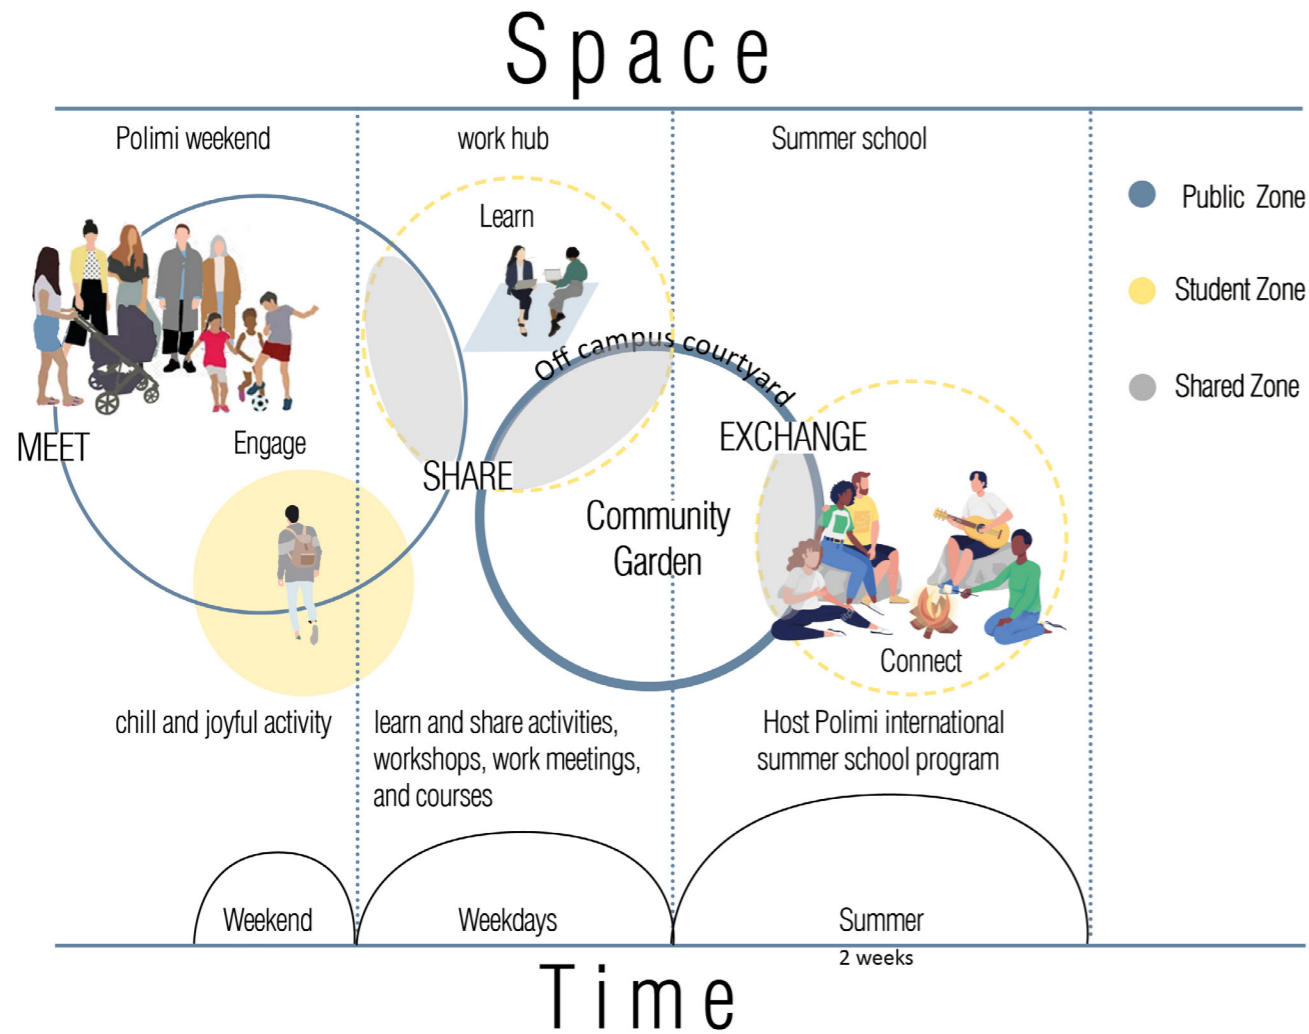 Space
Polimi weekend
work hub
Summer school
Learn
Public Zone
Student Zone
Shared Zone
Off campus courtyard
MEET
Engage
SHARE
EXCHANGE
Community
Garden
Connect
chill and joyful activity
learn and share activities,
workshops, work meetings,
and courses
Host Polimi international
summer school program
Weekend
Weekdays
Summer
2 weeks
Time